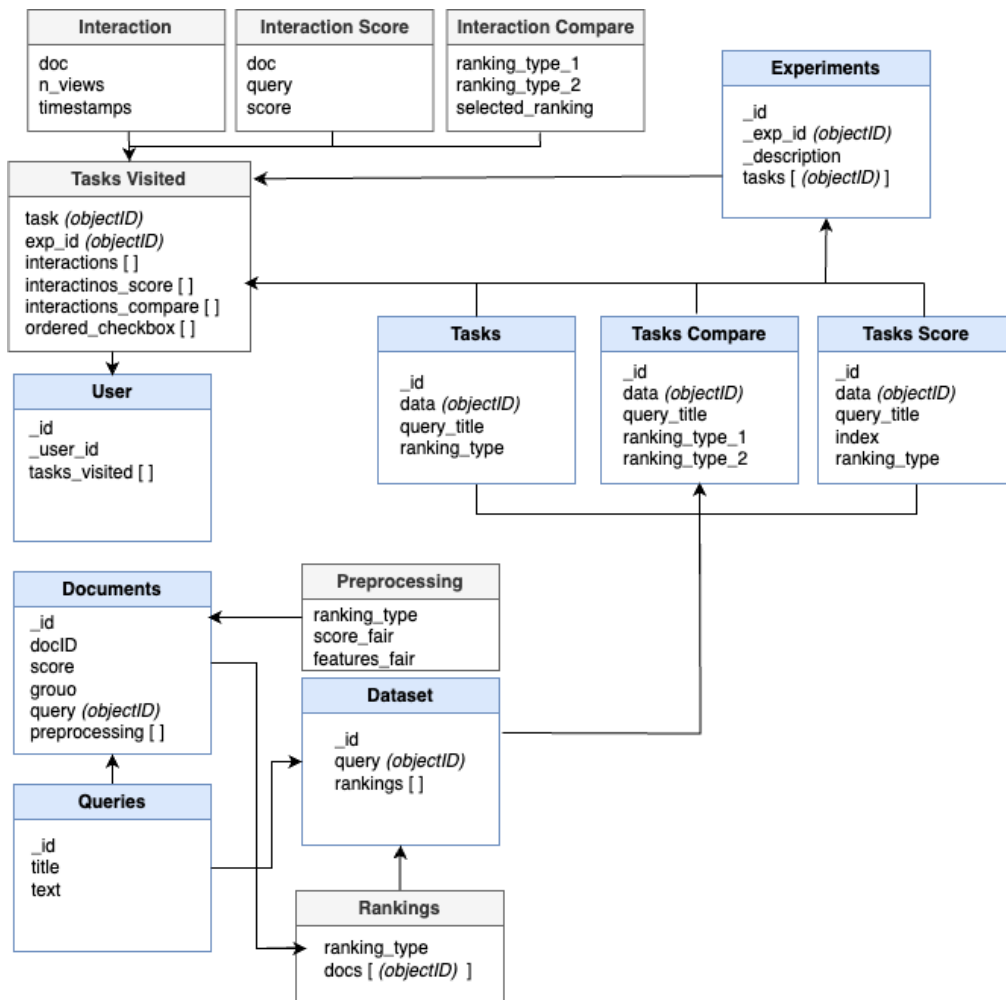 Interaction
doc
n_views
timestamps
Interaction Score
doc
query
score
Interaction Compare
ranking_type_1
ranking_type_2
selected_ranking
Experiments
_id
_exp_id (objectID)
_description
tasks [ (objectID) ]
Tasks Visited
task (objectID)
exp_id (objectID)
interactions [ ]
interactinos_score [ ]
interactions_compare [ ]
ordered_checkbox [ ]
Tasks
_id
data (objectID)
query_title
ranking_type
Tasks Compare
_id
data (objectID)
query_title
ranking_type_1
ranking_type_2
Tasks Score
_id
data (objectID)
query_title
index
ranking_type
User
_id
_user_id
tasks_visited [ ]
Documents
_id
docID
score
grouo
query (objectID)
preprocessing [ ]
Preprocessing
ranking_type
score_fair
features_fair
Dataset
_id
query (objectID)
rankings [ ]
Queries
_id
title
text
Rankings
ranking_type
docs [ (objectID) ]